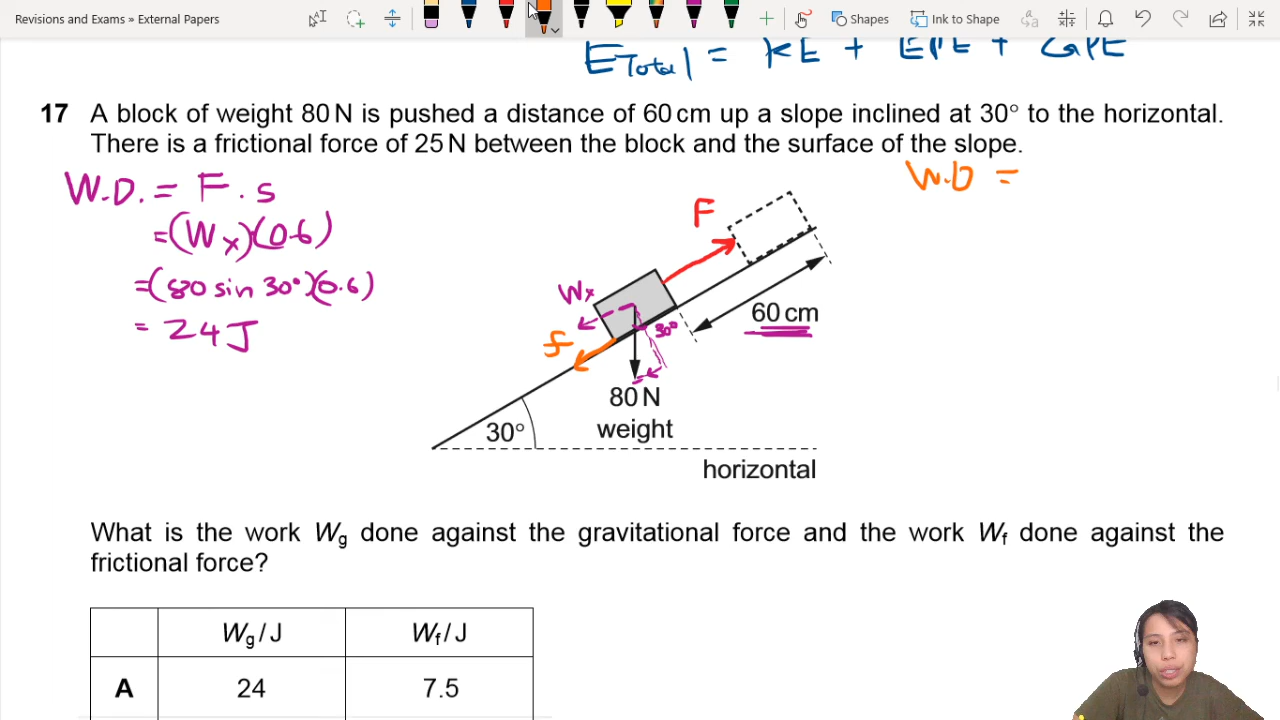 Revisions and Exams » External Papers
Shapes
Ink to Shape
E Total = KE + EPE + GPE
17 A block of weight 80 N is pushed a distance of 60 cm up a slope inclined at 30° to the horizontal.
There is a frictional force of 25 N between the block and the surface of the slope.
W.D. = F . s
= (Wx)(0.6)
= (80 sin 30°)(0.6)
= 24 J
W.D =
F
Wx
f
30°
60 cm
80 N
weight
30°
horizontal
What is the work Wg done against the gravitational force and the work Wf done against the
frictional force?
Wg / J Wf / J
A 24 7.5